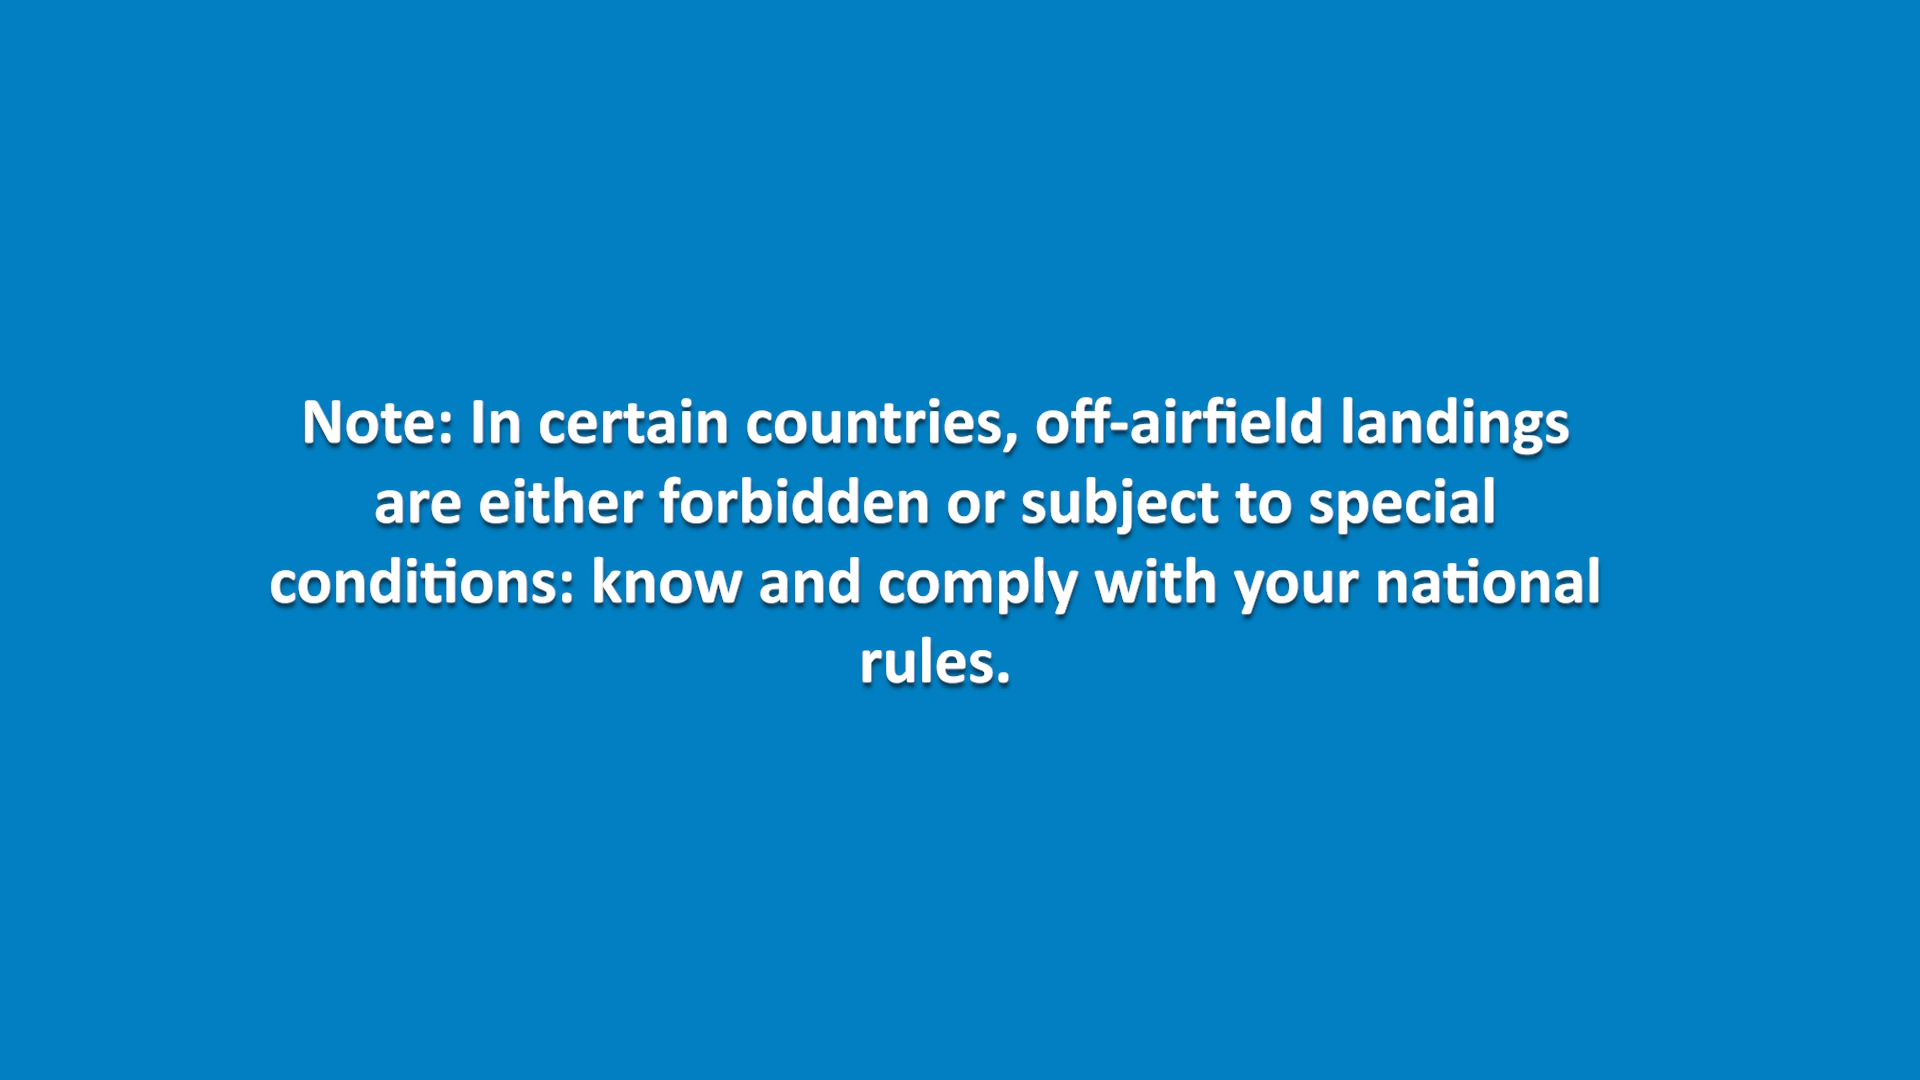 Note: In certain countries, off-airfield landings
are either forbidden or subject to special
conditions: know and comply with your national
rules.